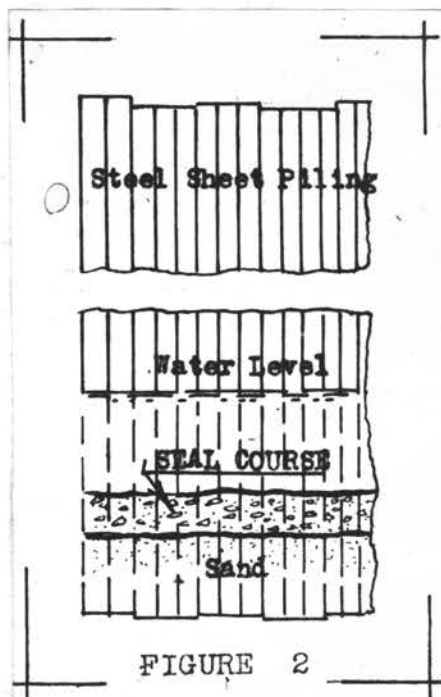 Steel Sheet Piling
Water Level
SEAL COURSE
Sand
FIGURE 2